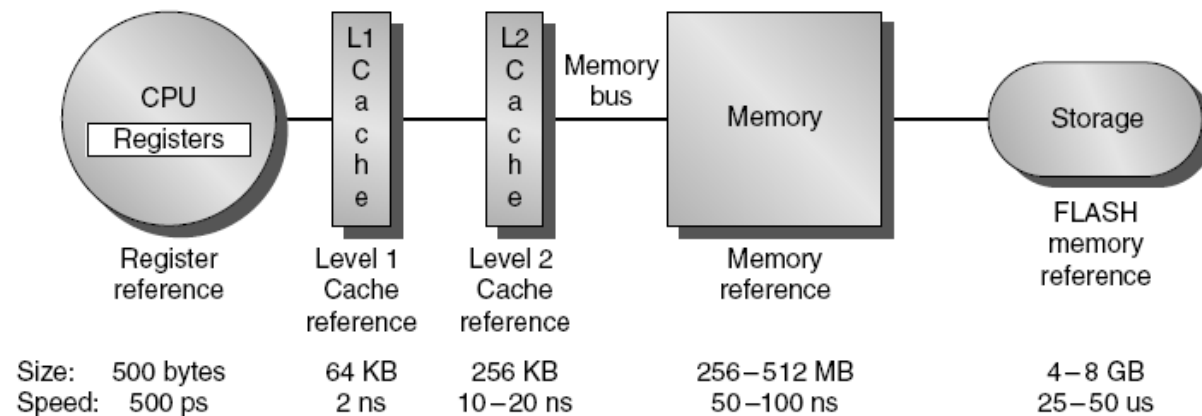 CPU
Registers
L1
Cache
L2
Cache
Memory
bus
Memory
Storage
Register
reference
Level 1
Cache
reference
Level 2
Cache
reference
Memory
reference
FLASH
memory
reference
Size: 500 bytes 64 KB 256 KB 256–512 MB 4–8 GB
Speed: 500 ps 2 ns 10–20 ns 50–100 ns 25–50 us